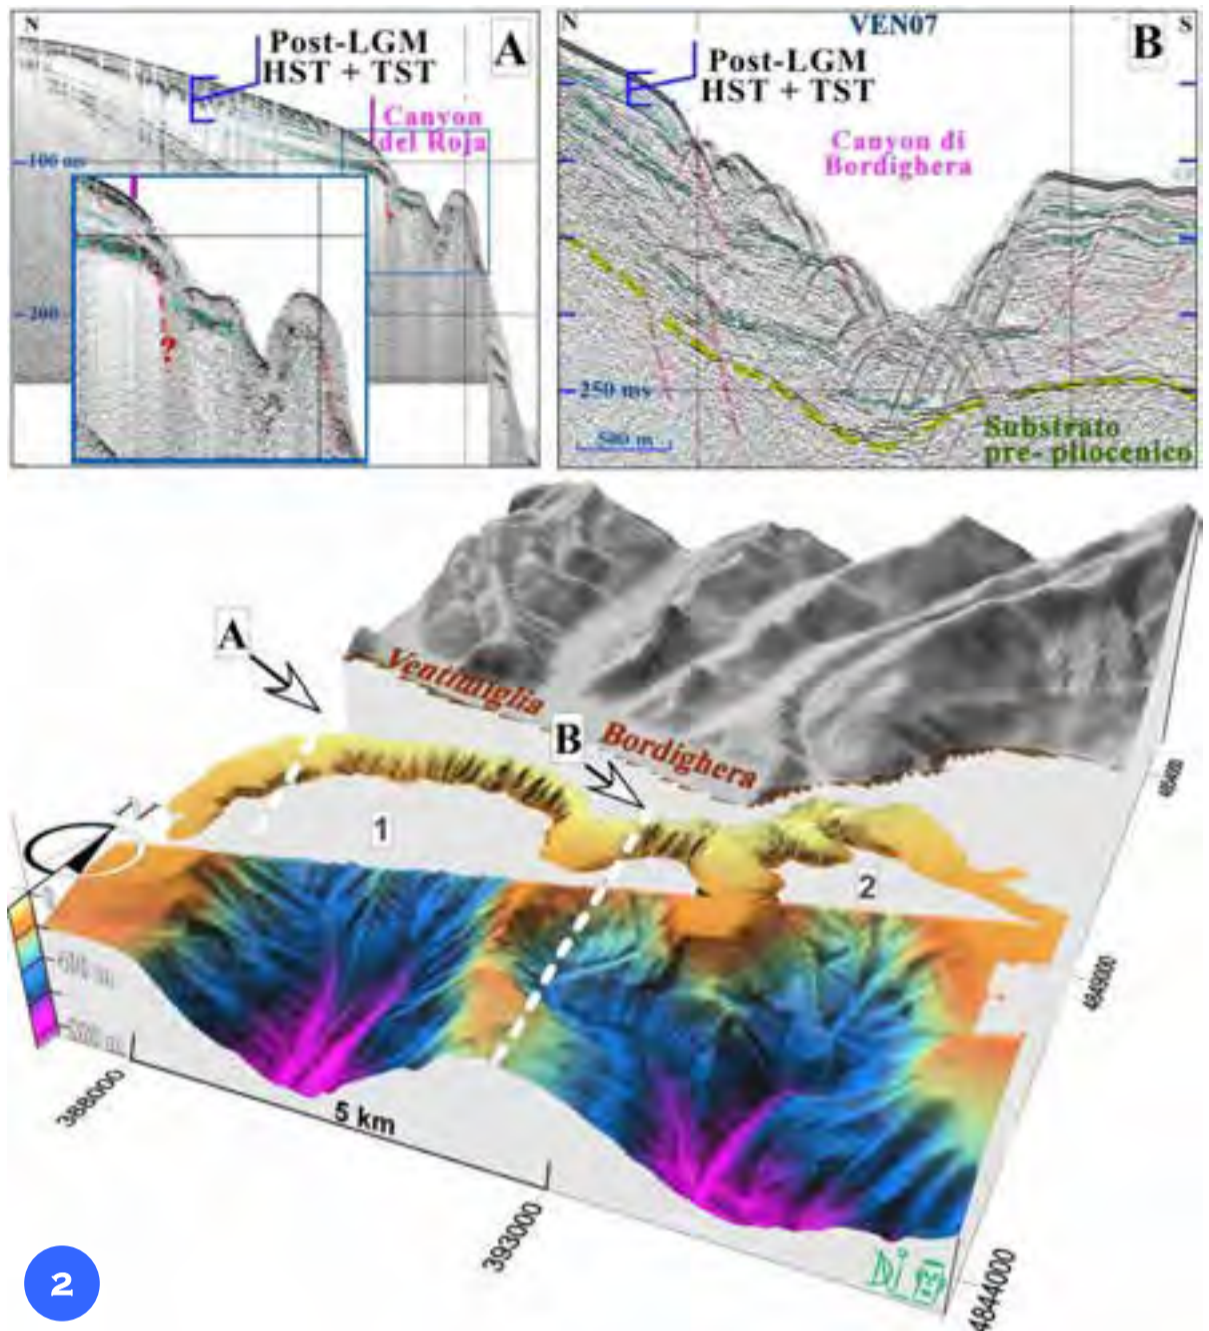 N
Post-LGM
HST + TST
A
Canyon
del Roja
100 ms
200
?
N
VEN07
B
S
Post-LGM
HST + TST
Canyon di
Bordighera
250 ms
500 m
Substrato
pre- pliocenico
A
Ventimiglia
B
Bordighera
1
2
4849000
388000
5 km
393000
4844000
2